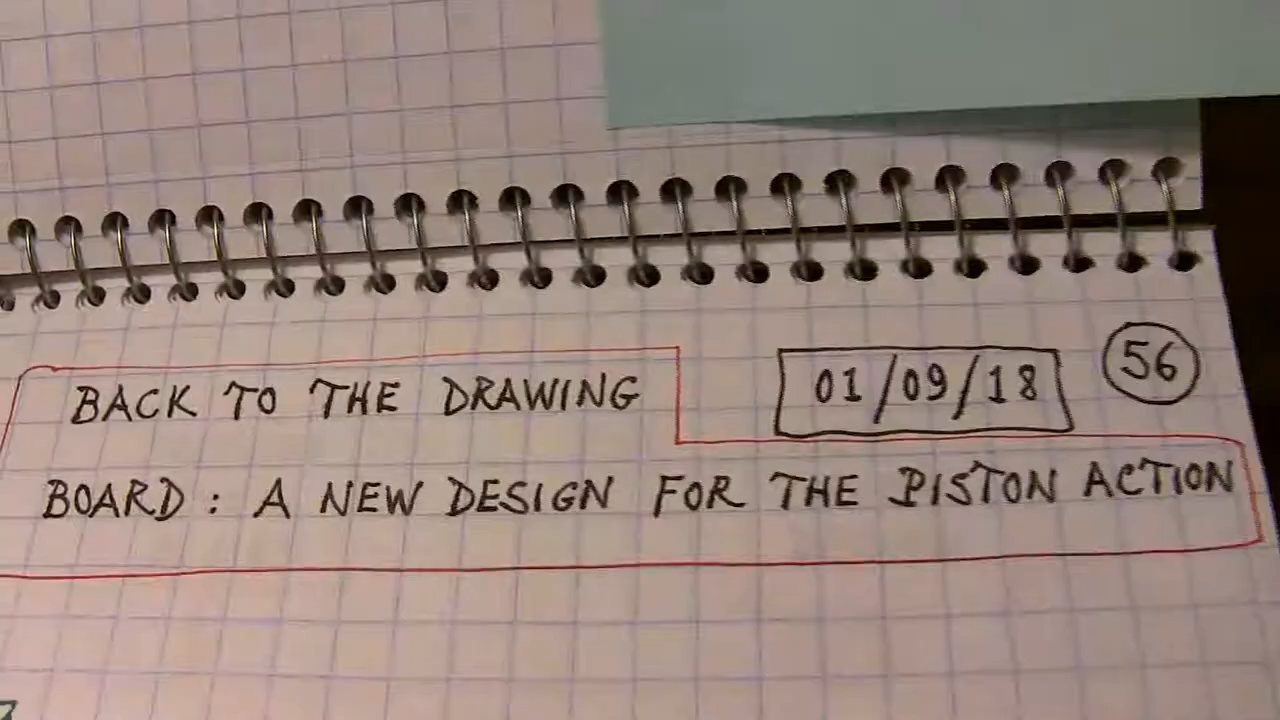 BACK TO THE DRAWING
01/09/18
56
BOARD: A NEW DESIGN FOR THE PISTON ACTION